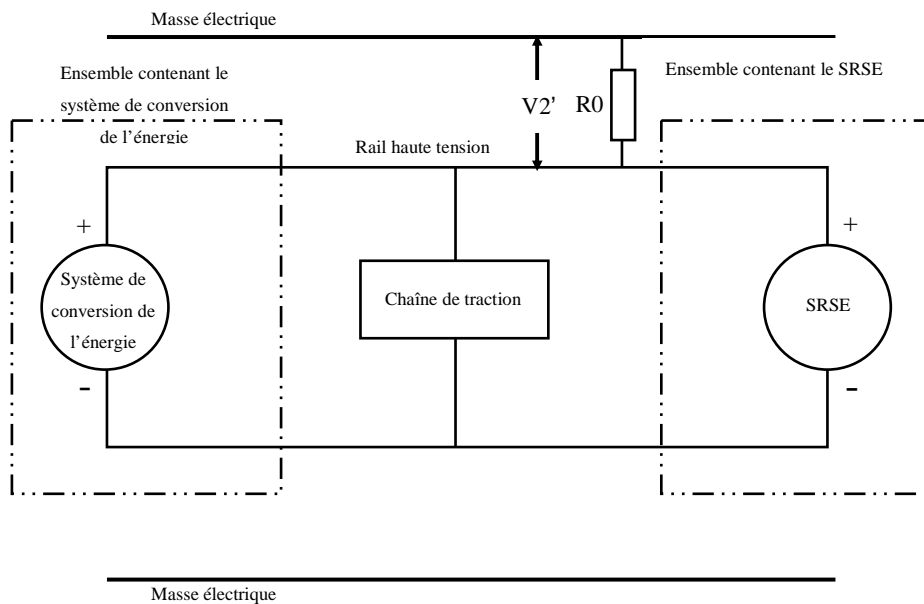 Masse électrique
Ensemble contenant le
système de conversion
de l'énergie
Ensemble contenant le SRSE
V2'
R0
Rail haute tension
+
+
Système de
conversion de
l'énergie
Chaîne de traction
SRSE
-
-
Masse électrique